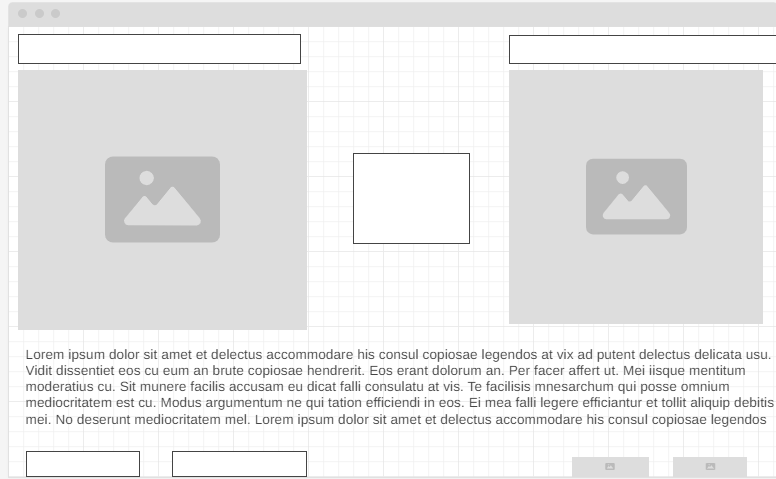 Lorem ipsum dolor sit amet et delectus accommodare his consul copiosae legendos at vix ad putent delectus delicata usu.
Vidit dissentiet eos cu eum an brute copiosae hendrerit. Eos erant dolorum an. Per facer affert ut. Mei iisque mentitum
moderatius cu. Sit munere facilis accusam eu dicat falli consulatu at vis. Te facilisis mnesarchum qui posse omnium
mediocritatem est cu. Modus argumentum ne qui tation efficiendi in eos. Ei mea falli legere efficiantur et tollit aliquip debitis
mei. No deserunt mediocritatem mel. Lorem ipsum dolor sit amet et delectus accommodare his consul copiosae legendos